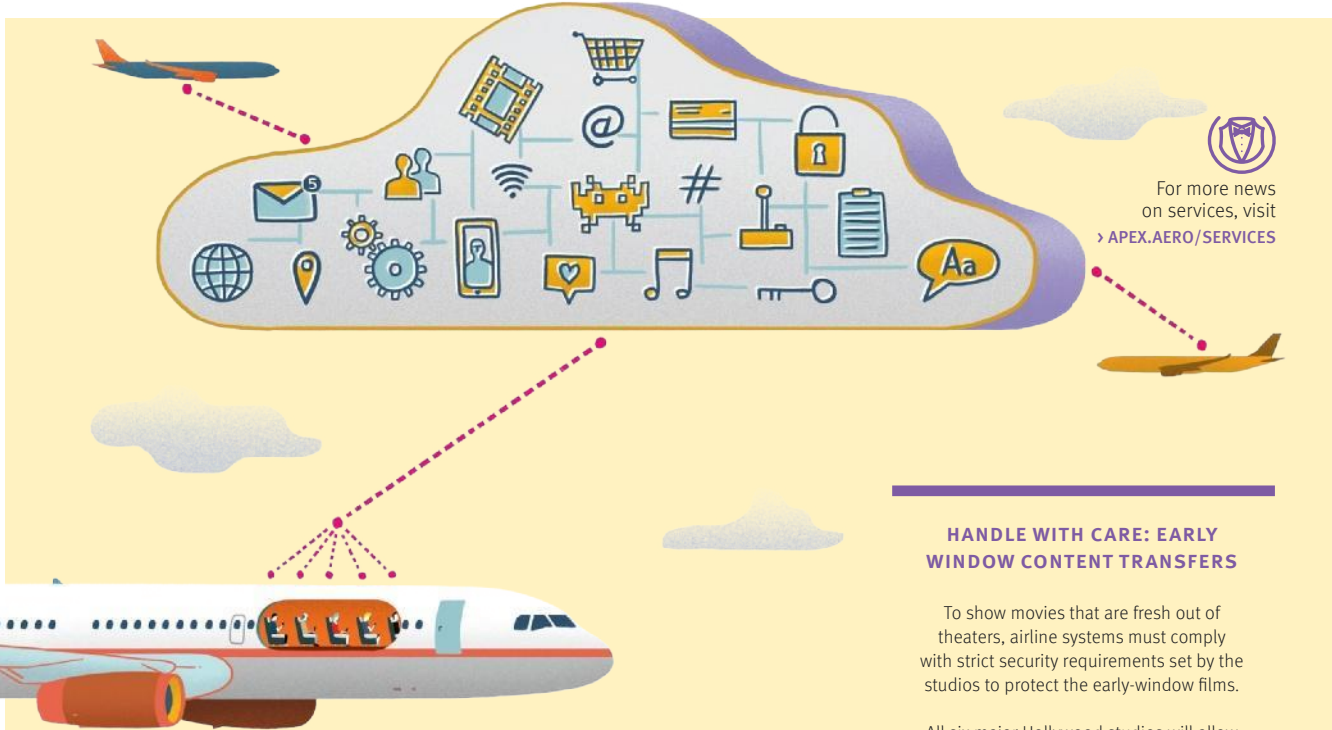 @
5
#
Aa
For more news
on services, visit
› APEX.AERO/SERVICES
HANDLE WITH CARE: EARLY
WINDOW CONTENT TRANSFERS
To show movies that are fresh out of
theaters, airline systems must comply
with strict security requirements set by the
studios to protect the early-window films.